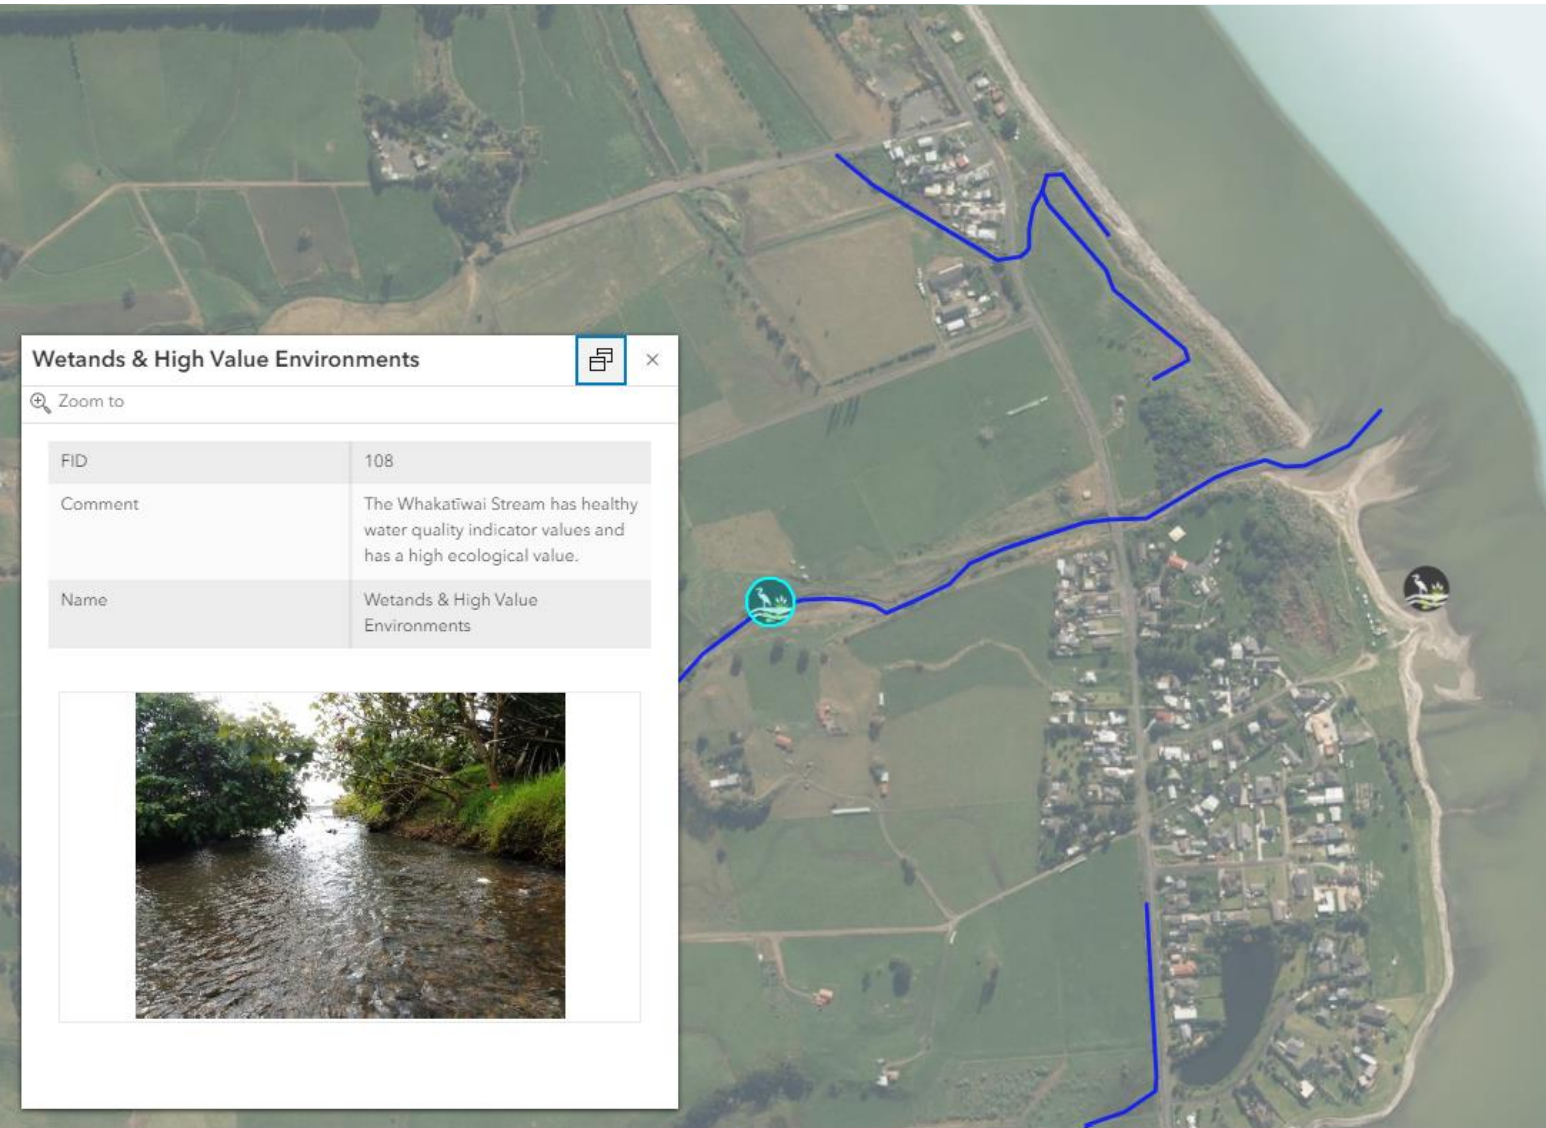 Wetands & High Value Environments
Zoom to
FID 108
Comment The Whakatīwai Stream has healthy
water quality indicator values and
has a high ecological value.
Name Wetands & High Value
Environments